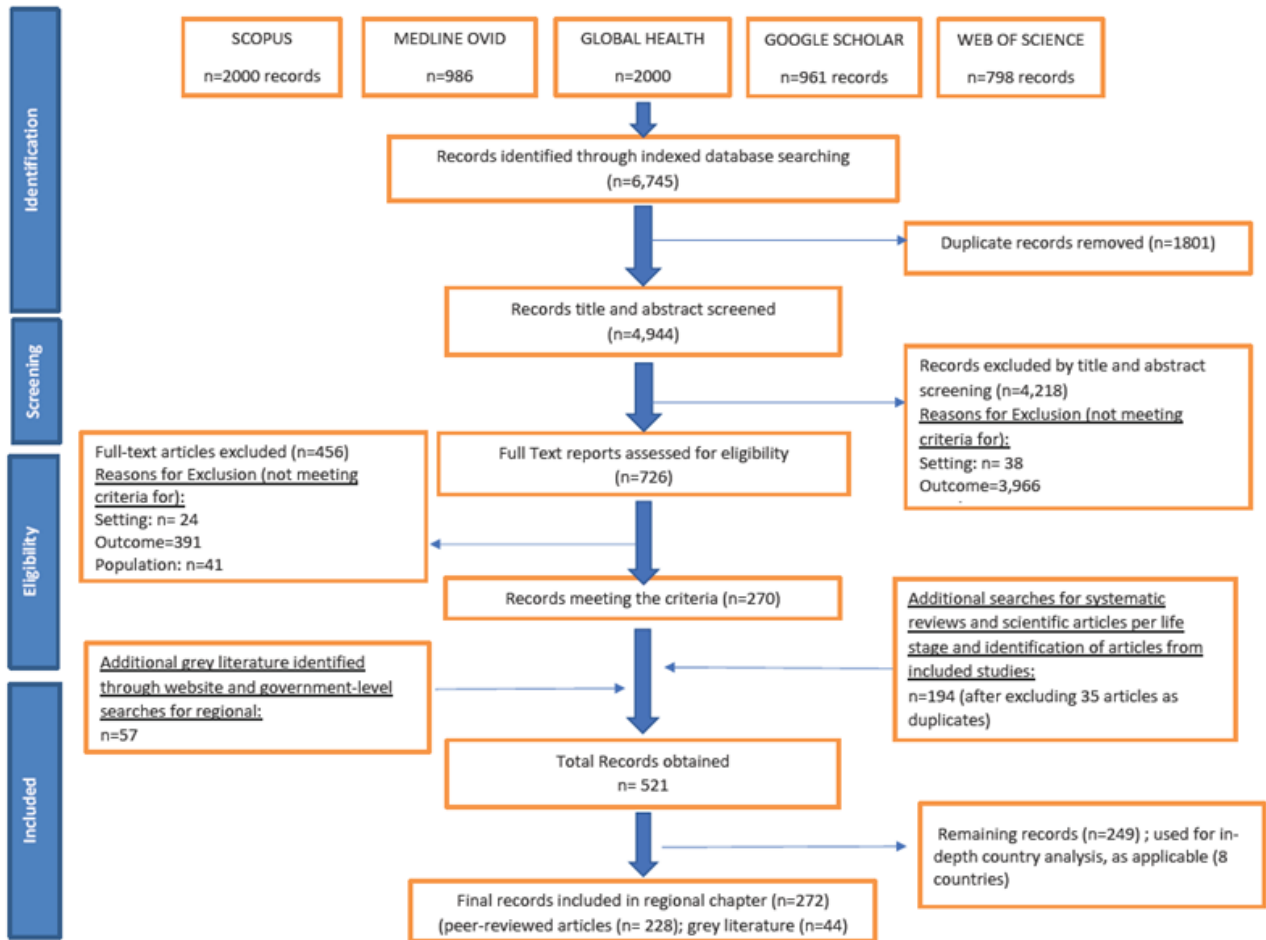 SCOPUS
n=2000 records
MEDLINE OVID
n=986
GLOBAL HEALTH
n=2000
GOOGLE SCHOLAR
n=961 records
WEB OF SCIENCE
n=798 records
Identification
Records identified through indexed database searching
(n=6,745)
Duplicate records removed (n=1801)
Records title and abstract screened
(n=4,944)
Screening
Records excluded by title and abstract
screening (n=4,218)
Reasons for Exclusion (not meeting
criteria for):
Setting: n= 38
Outcome=3,966
Full Text reports assessed for eligibility
(n=726)
Full-text articles excluded (n=456)
Reasons for Exclusion (not meeting
criteria for):
Setting: n= 24
Outcome=391
Population: n=41
Eligibility
Records meeting the criteria (n=270)
Additional searches for systematic
reviews and scientific articles per life
stage and identification of articles from
included studies:
n=194 (after excluding 35 articles as
duplicates)
Additional grey literature identified
through website and government-level
searches for regional:
n=57
Total Records obtained
n= 521
Included
Remaining records (n=249) ; used for in-
depth country analysis, as applicable (8
countries)
Final records included in regional chapter (n=272)
(peer-reviewed articles (n= 228); grey literature (n=44)